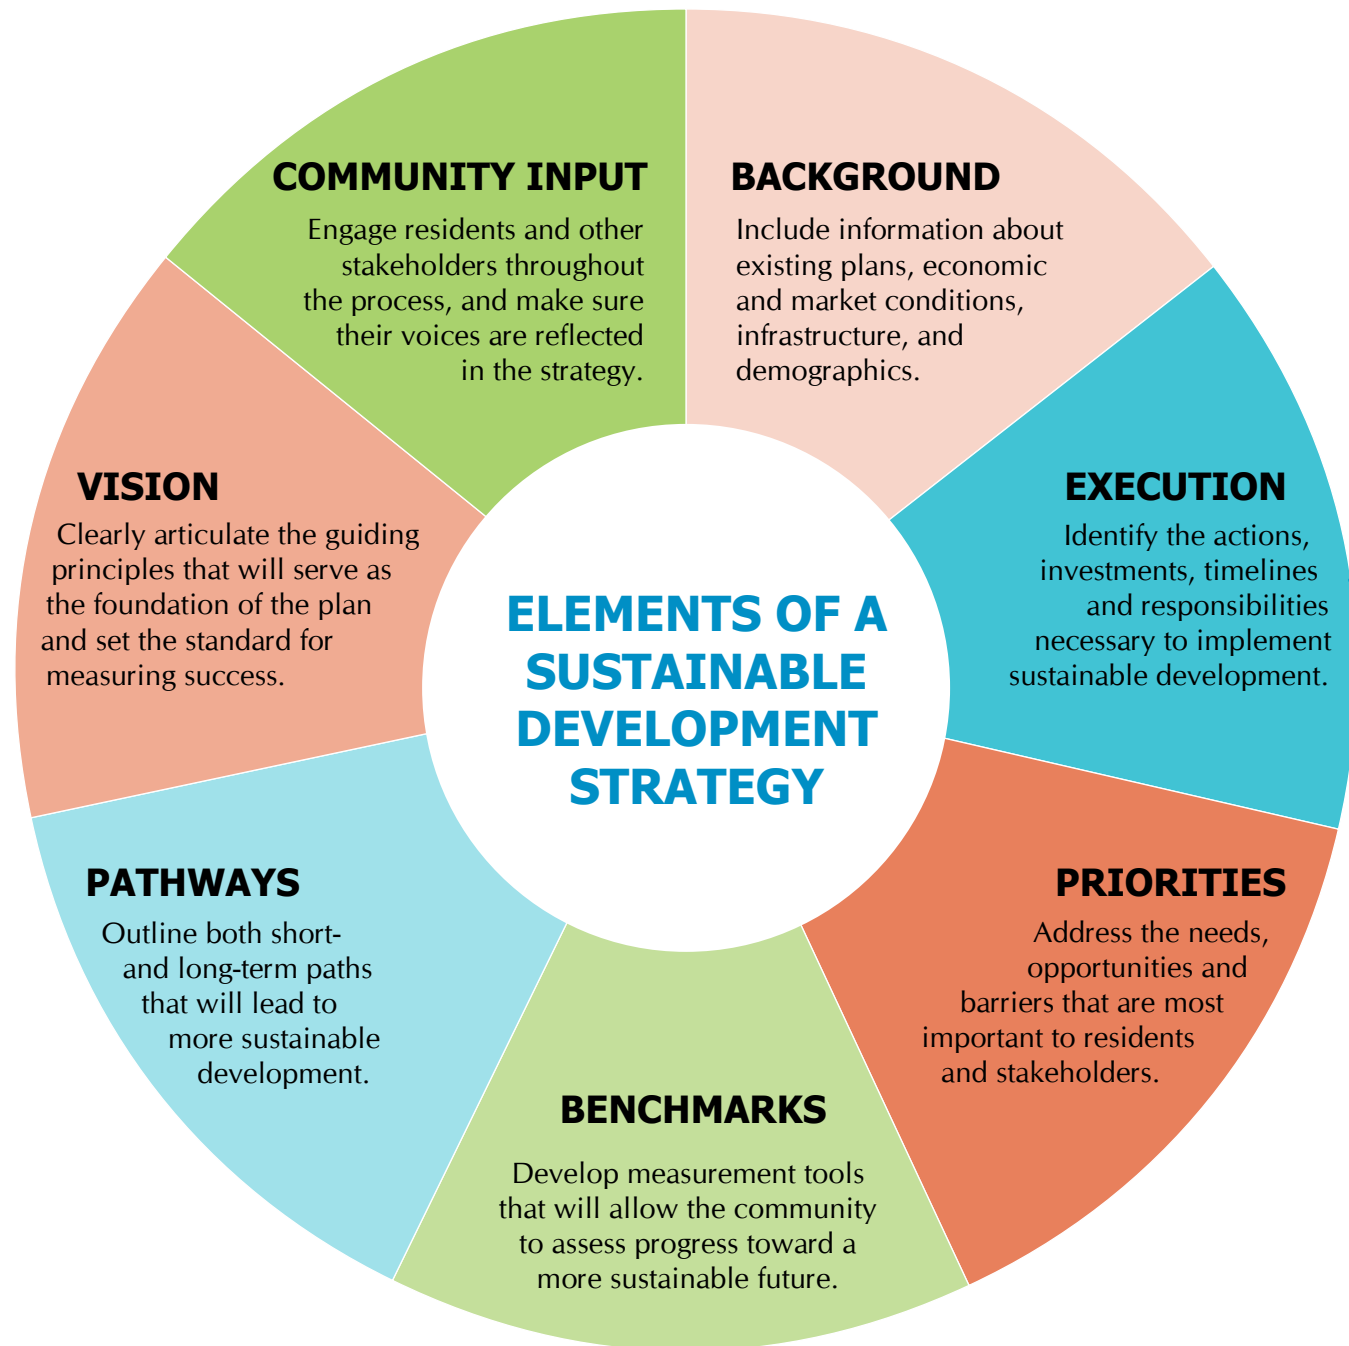 COMMUNITY INPUT
Engage residents and other
stakeholders throughout
the process, and make sure
their voices are reflected
in the strategy.
BACKGROUND
Include information about
existing plans, economic
and market conditions,
infrastructure, and
demographics.
VISION
Clearly articulate the guiding
principles that will serve as
the foundation of the plan
and set the standard for
measuring success.
EXECUTION
Identify the actions,
investments, timelines
and responsibilities
necessary to implement
sustainable development.
ELEMENTS OF A
SUSTAINABLE
DEVELOPMENT
STRATEGY
PATHWAYS
Outline both short-
and long-term paths
that will lead to
more sustainable
development.
PRIORITIES
Address the needs,
opportunities and
barriers that are most
important to residents
and stakeholders.
BENCHMARKS
Develop measurement tools
that will allow the community
to assess progress toward a
more sustainable future.